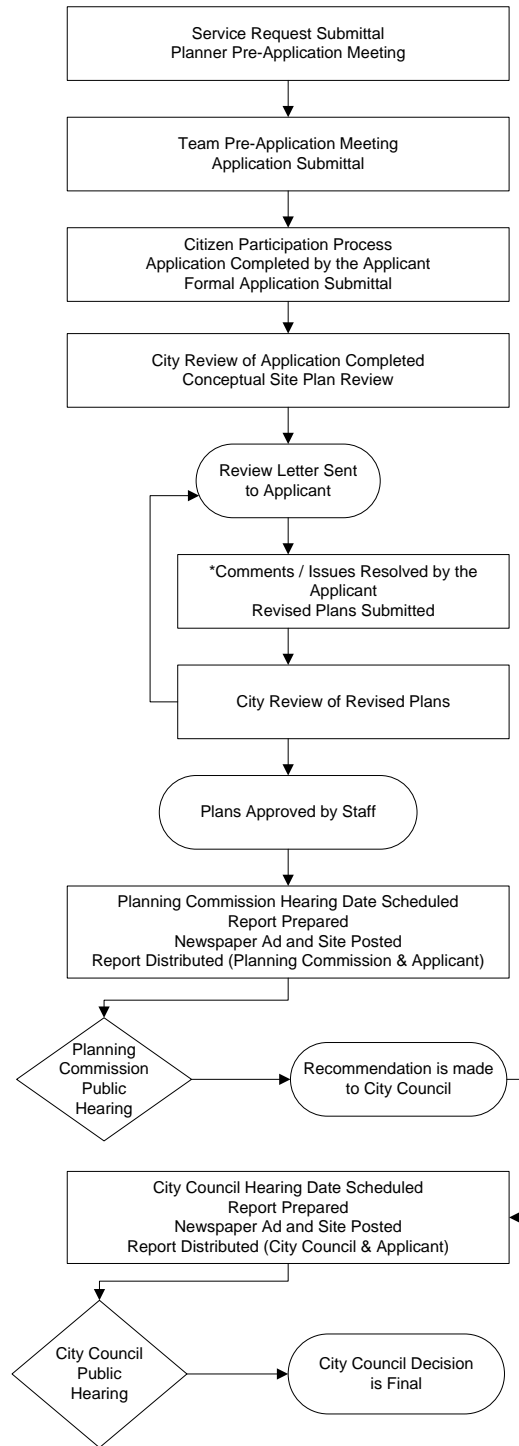 Service Request Submittal
Planner Pre-Application Meeting
Team Pre-Application Meeting
Application Submittal
Citizen Participation Process
Application Completed by the Applicant
Formal Application Submittal
City Review of Application Completed
Conceptual Site Plan Review
Review Letter Sent
to Applicant
*Comments / Issues Resolved by the
Applicant
Revised Plans Submitted
City Review of Revised Plans
Plans Approved by Staff
Planning Commission Hearing Date Scheduled
Report Prepared
Newspaper Ad and Site Posted
Report Distributed (Planning Commission & Applicant)
Planning
Commission
Public
Hearing
Recommendation is made
to City Council
City Council Hearing Date Scheduled
Report Prepared
Newspaper Ad and Site Posted
Report Distributed (City Council & Applicant)
City Council
Public
Hearing
City Council Decision
is Final